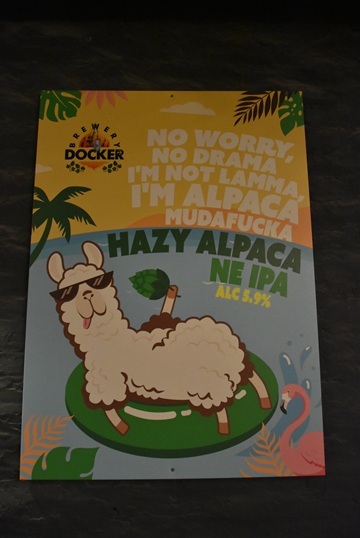 BREWERY
DOCKER
NO WORRY,
NO DRAMA
I'M NOT LAMMA,
I'M ALPACA
MUDAFUCKA
HAZY ALPACA
NE IPA
ALC 5.9%